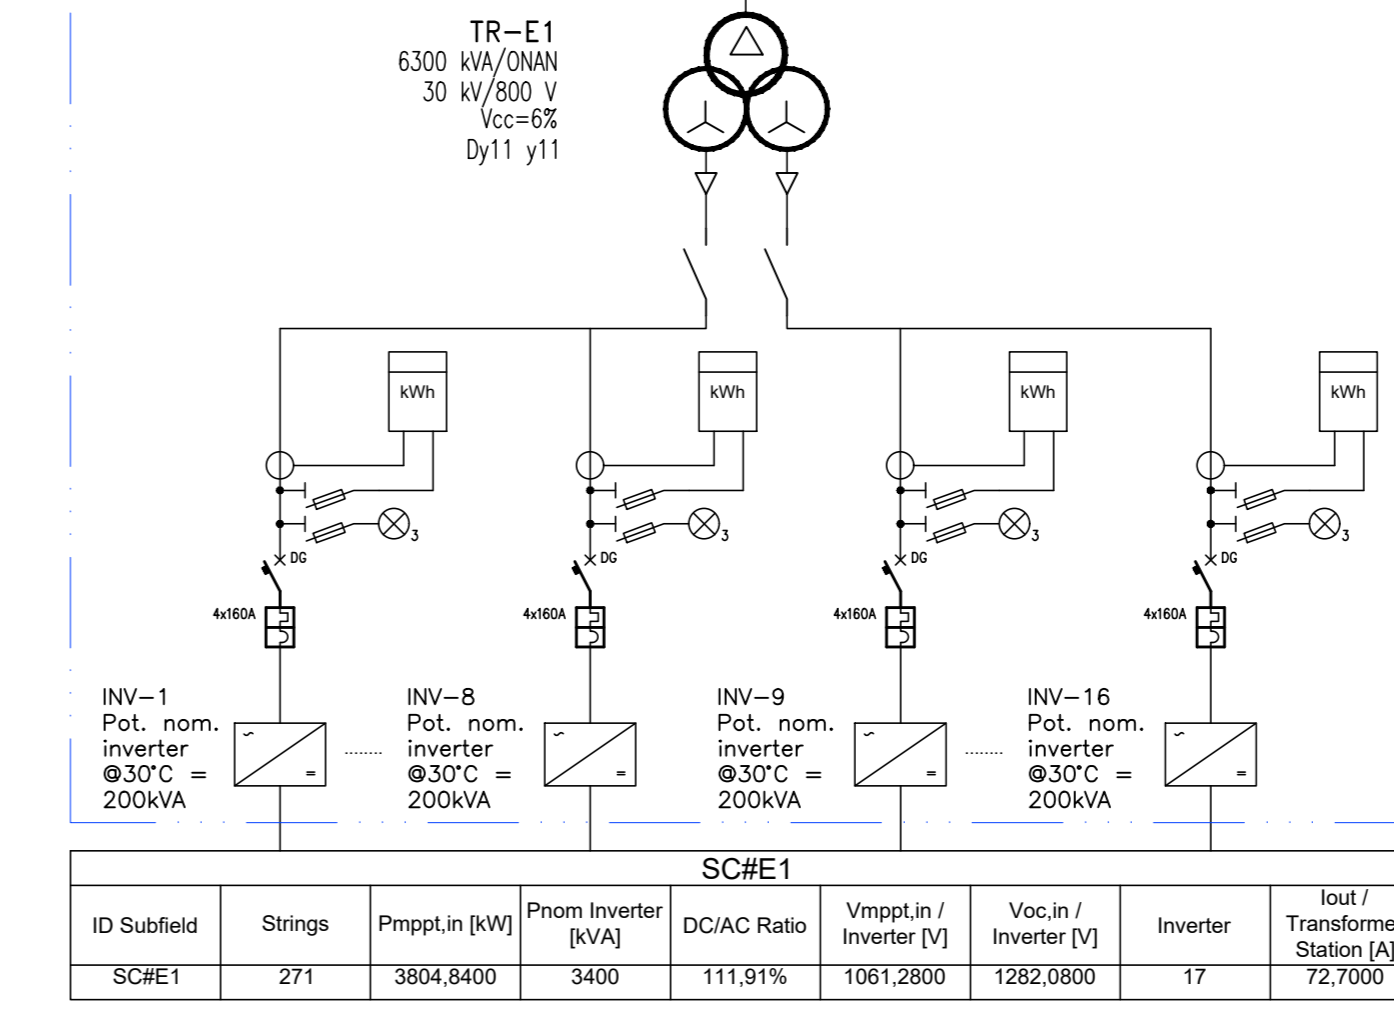 TR-E1
6300 kVA/ONAN
30 kV/800 V
Vcc=6%
Dy11 y11
kWh
kWh
kWh
kWh
3
3
3
3
DG
DG
DG
DG
4x160A
4x160A
4x160A
4x160A
INV-1
Pot. nom.
inverter
@30°C =
200kVA
~
=
........
INV-8
Pot. nom.
inverter
@30°C =
200kVA
~
=
INV-9
Pot. nom.
inverter
@30°C =
200kVA
~
=
........
INV-16
Pot. nom.
inverter
@30°C =
200kVA
~
=
SC#E1
ID Subfield
Strings
Pmppt,in [kW]
Pnom Inverter
[kVA]
DC/AC Ratio
Vmppt,in /
Inverter [V]
Voc,in /
Inverter [V]
Inverter
Iout /
Transforme
Station [A]
SC#E1
271
3804,8400
3400
111,91%
1061,2800
1282,0800
17
72,7000